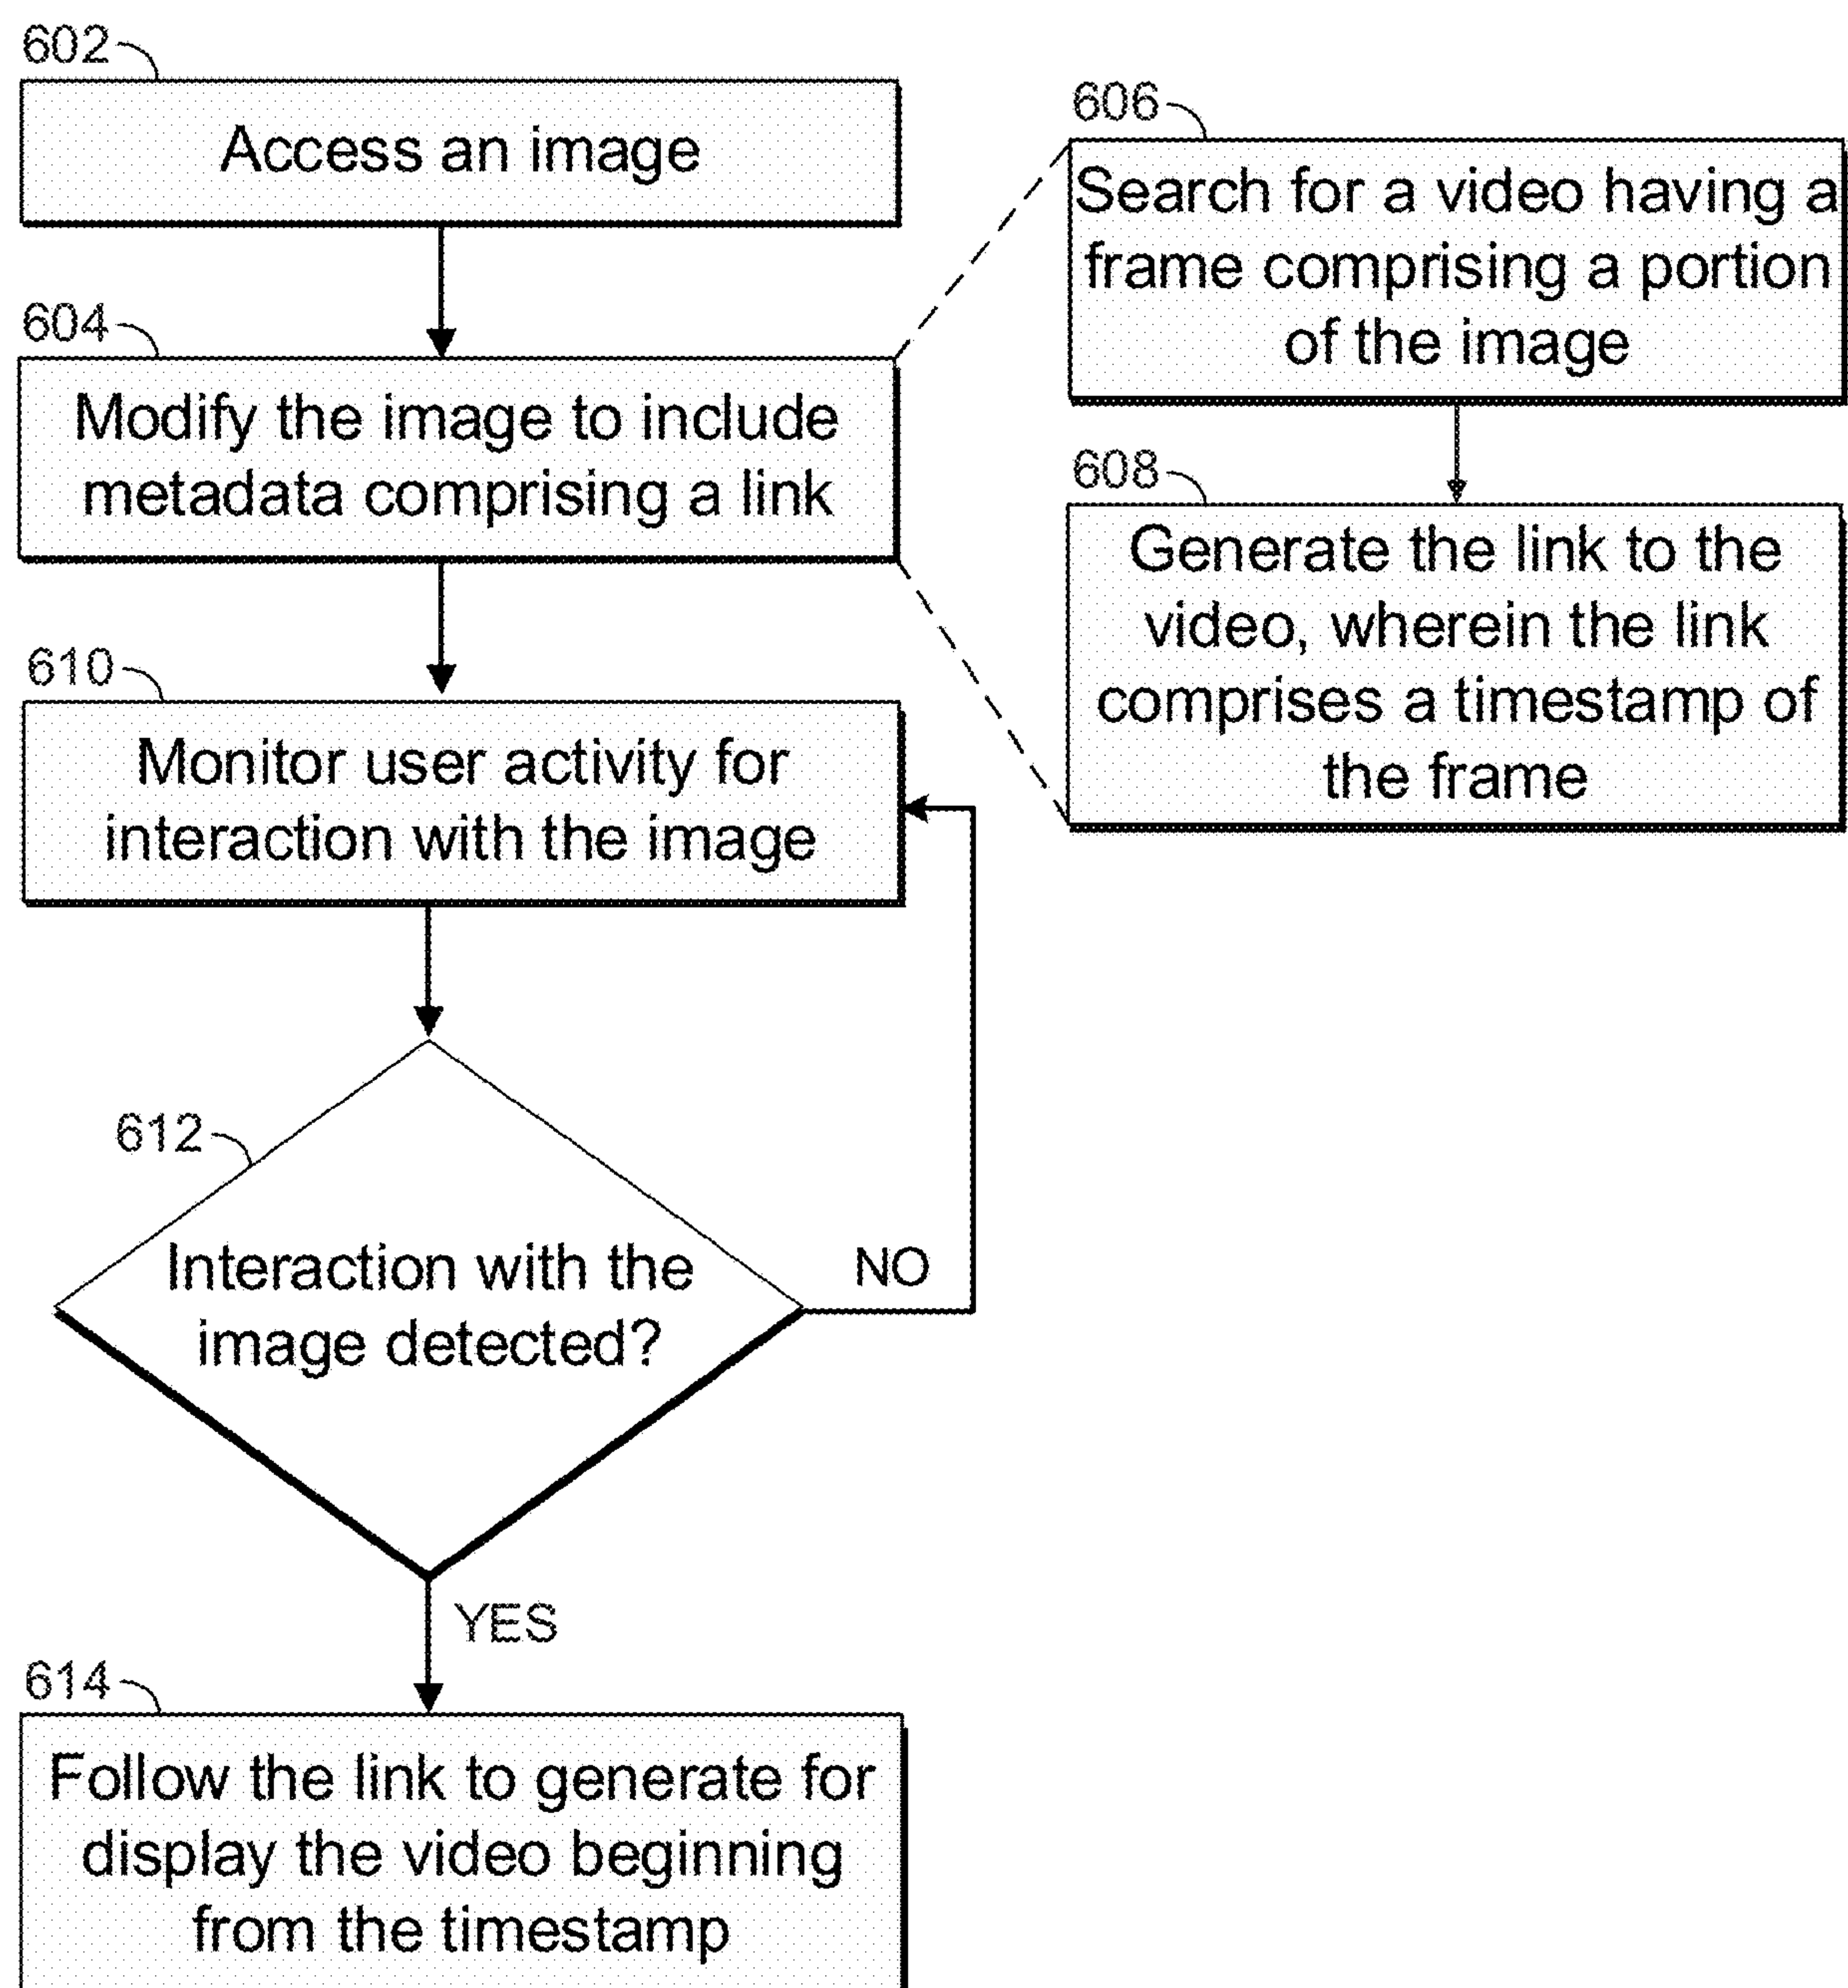 602
Access an image
604
Modify the image to include
metadata comprising a link
606
Search for a video having a
frame comprising a portion
of the image
608
Generate the link to the
video, wherein the link
comprises a timestamp of
the frame
610
Monitor user activity for
interaction with the image
612
Interaction with the
image detected?
NO
YES
614
Follow the link to generate for
display the video beginning
from the timestamp